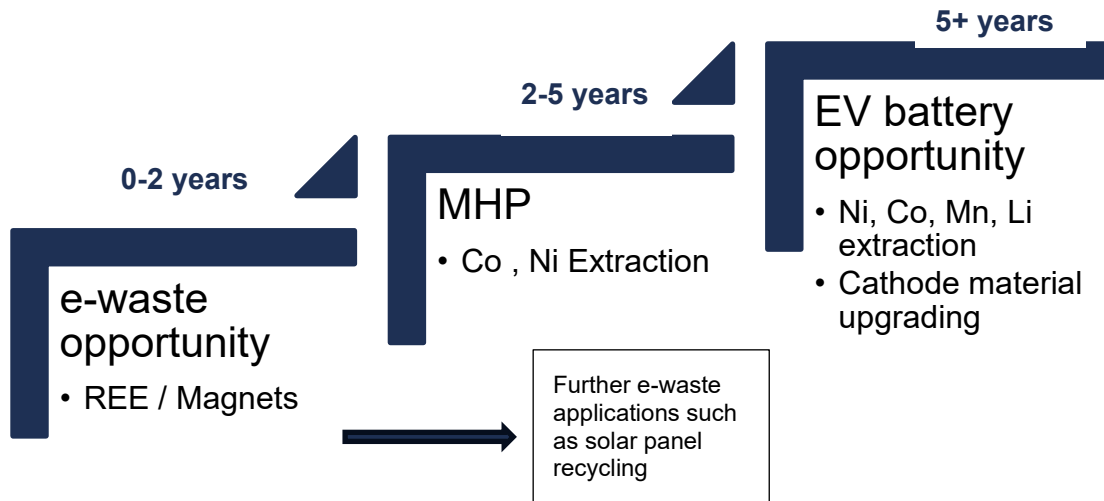 0-2 years
e-waste
opportunity
• REE / Magnets
2-5 years
MHP
• Co , Ni Extraction
5+ years
EV battery
opportunity
• Ni, Co, Mn, Li
extraction
• Cathode material
upgrading
Further e-waste
applications such
as solar panel
recycling